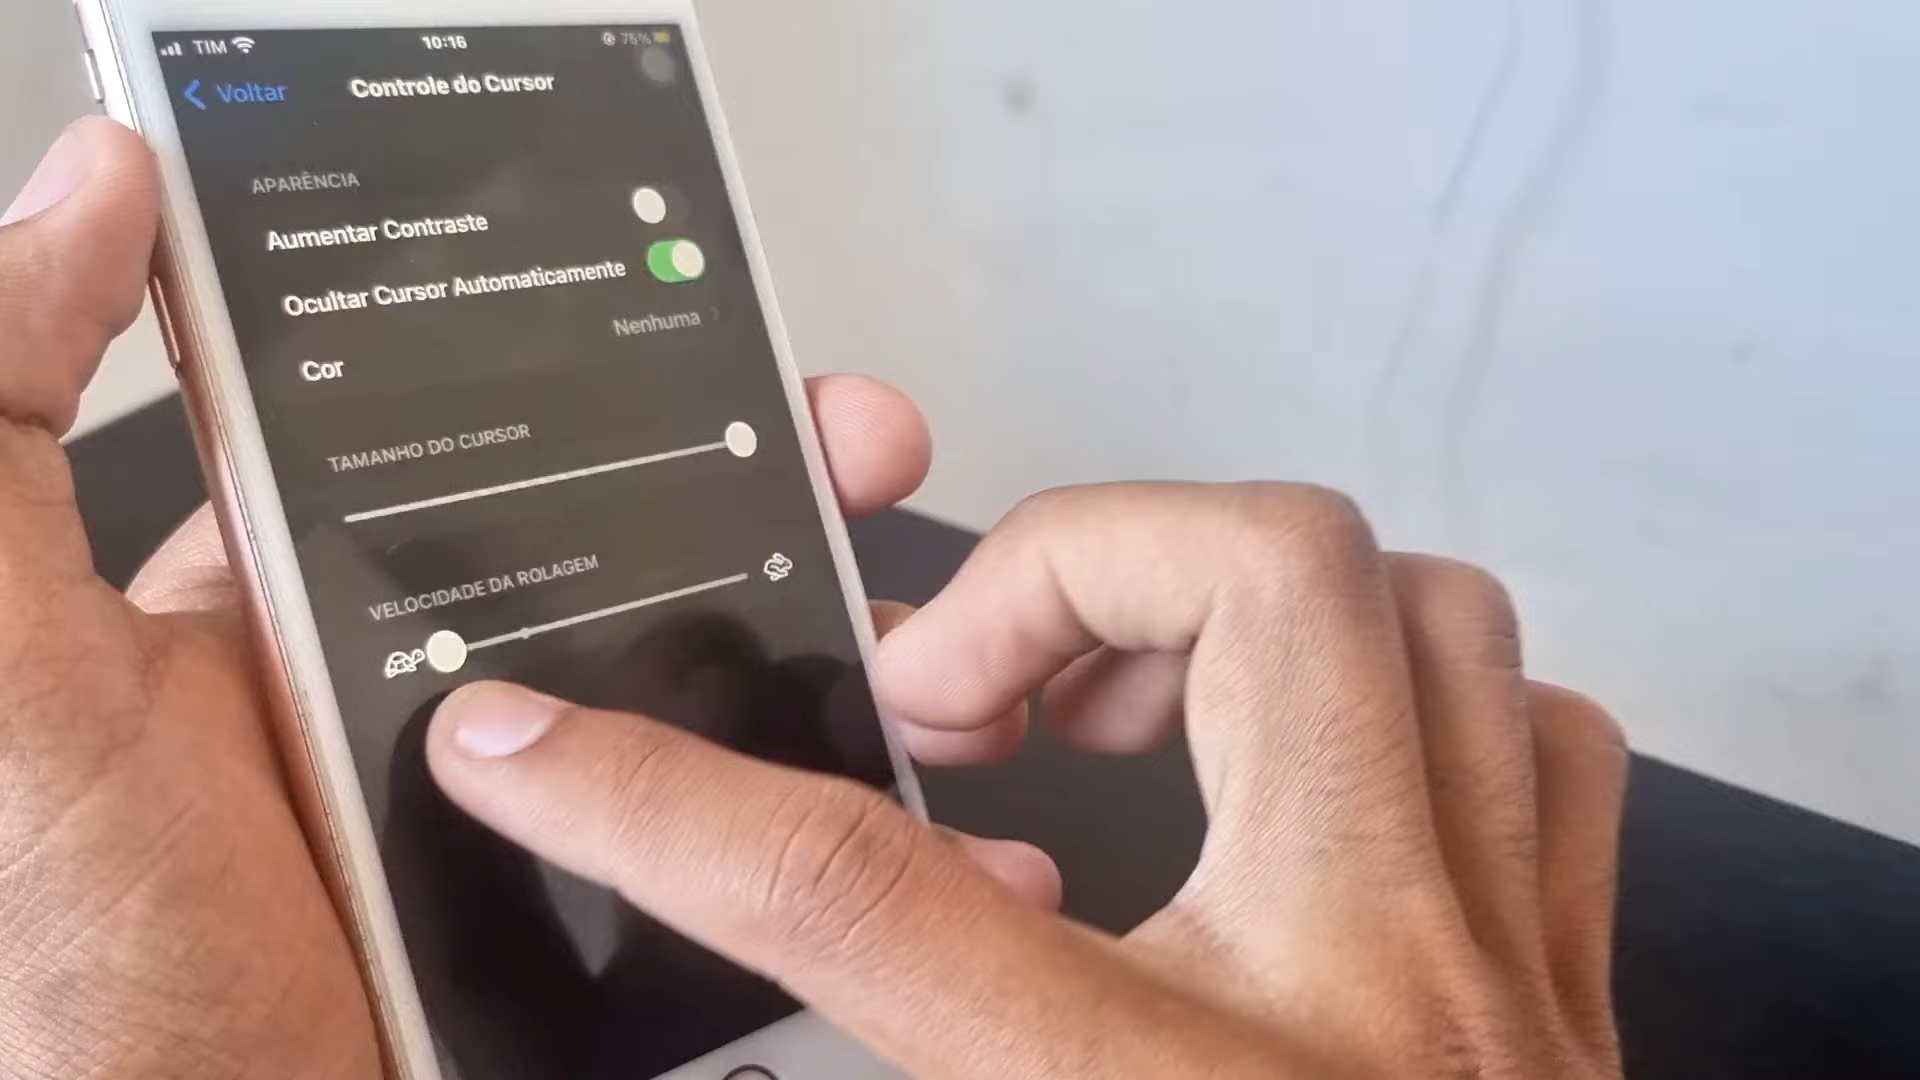 TIM 10:16 75%
Voltar Controle do Cursor
APARÊNCIA
Aumentar Contraste
Ocultar Cursor Automaticamente
Cor Nenhuma
TAMANHO DO CURSOR
VELOCIDADE DA ROLAGEM